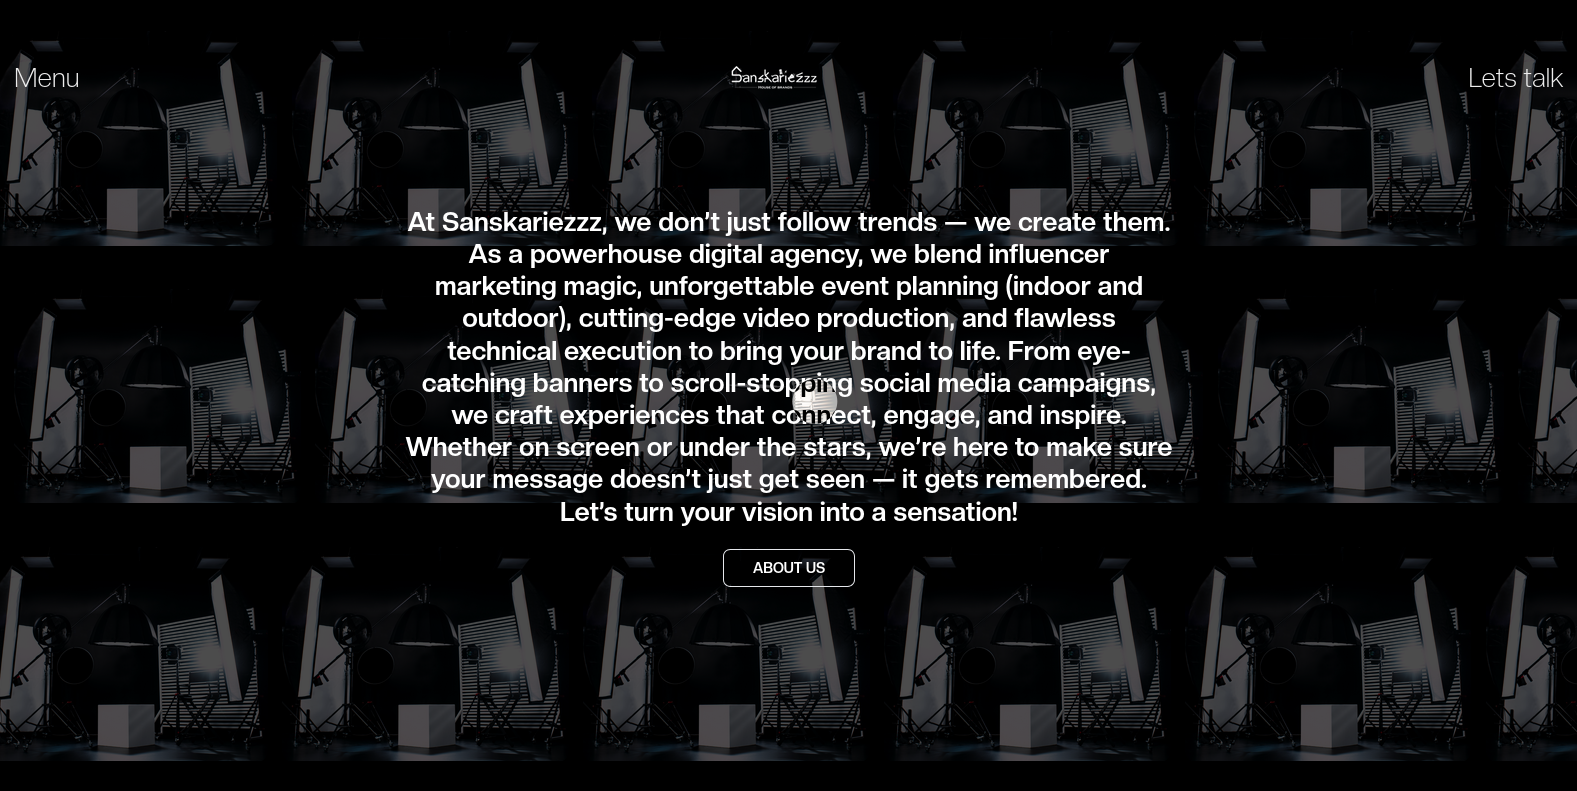 Menu
Sanskariezzz
HOUSE OF BRANDS
Lets talk
At Sanskariezzz, we don’t just follow trends — we create them.
As a powerhouse digital agency, we blend influencer
marketing magic, unforgettable event planning (indoor and
outdoor), cutting-edge video production, and flawless
technical execution to bring your brand to life. From eye-
catching banners to scroll-stopping social media campaigns,
we craft experiences that connect, engage, and inspire.
Whether on screen or under the stars, we’re here to make sure
your message doesn’t just get seen — it gets remembered.
Let’s turn your vision into a sensation!
ABOUT US